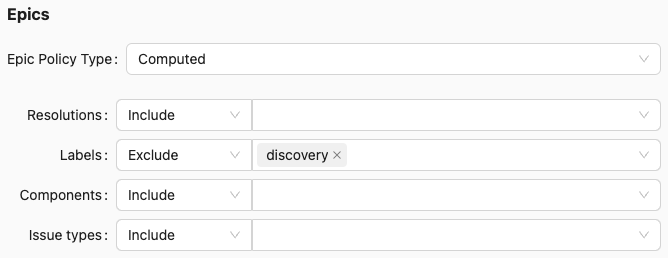 Epics
Epic Policy Type: Computed
Resolutions: Include
Labels: Exclude discovery ×
Components: Include
Issue types: Include